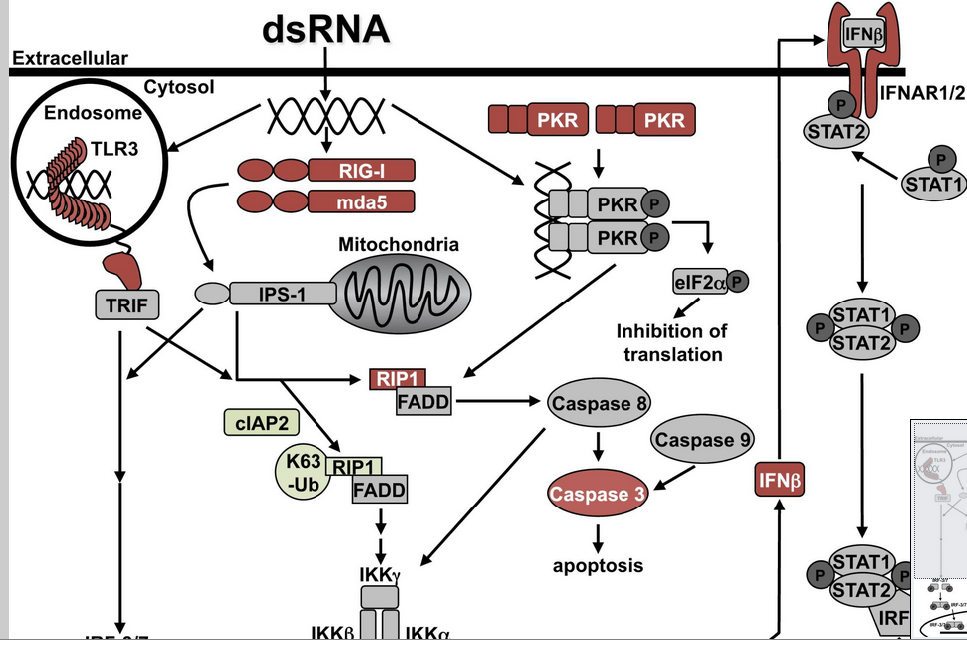 dsRNA
Extracellular
Cytosol
Endosome
TLR3
RIG-I
mda5
PKR
PKR
PKR
P
PKR
P
IFNβ
IFNAR1/2
P
STAT2
P
STAT1
Mitochondria
IPS-1
TRIF
eIF2α
P
Inhibition of
translation
STAT1
P
P
STAT2
RIP1
FADD
Caspase 8
cIAP2
Caspase 9
K63
-Ub
RIP1
FADD
Caspase 3
IFNβ
apoptosis
IKKγ
IKKβ
IKKα
STAT1
P
P
STAT2
IRF